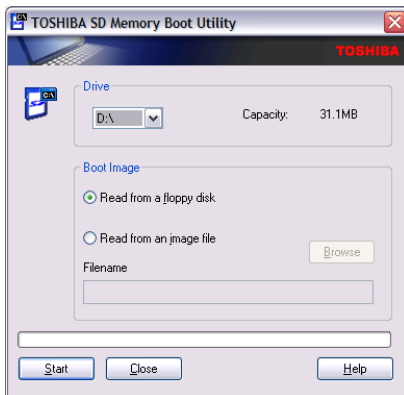 TOSHIBA SD Memory Boot Utility
TOSHIBA
C:\
Drive
D:\ Capacity: 31.1MB
Boot Image
Read from a floppy disk
Read from an image file
Browse
Filename
Start Close Help